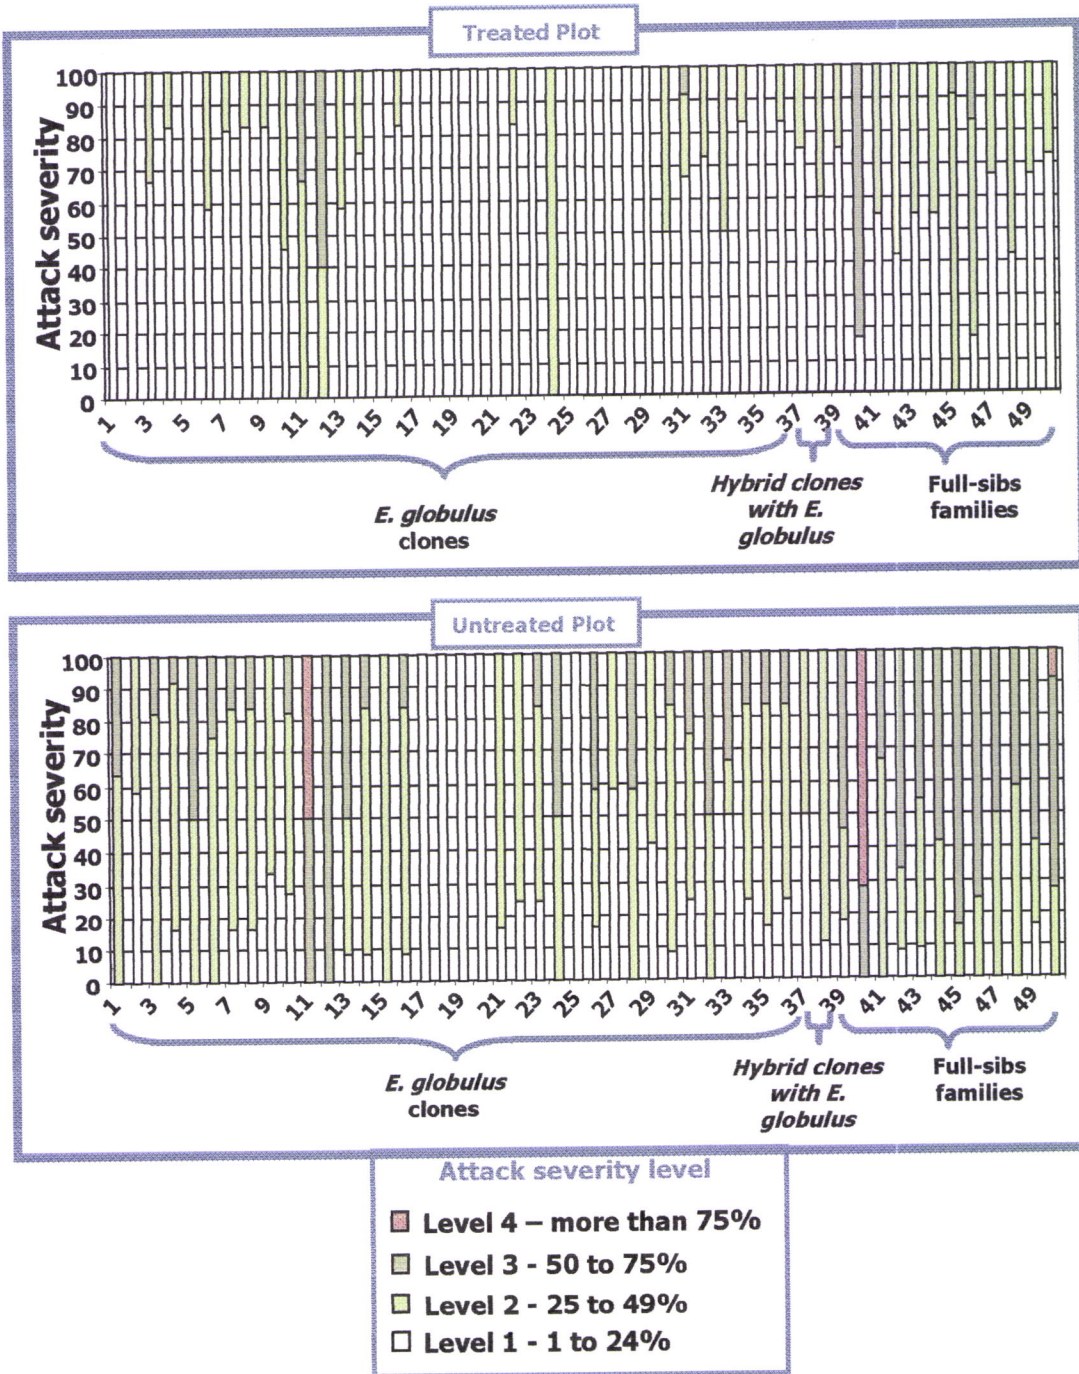 Treated Plot
Attack severity
100
90
80
70
60
50
40
30
20
10
0
1 3 5 7 9 11 13 15 17 19 21 23 25 27 29 31 33 35 37 39 41 43 45 47 49
E. globulus
clones
Hybrid clones
with E.
globulus
Full-sibs
families
Untreated Plot
Attack severity
100
90
80
70
60
50
40
30
20
10
0
1 3 5 7 9 11 13 15 17 19 21 23 25 27 29 31 33 35 37 39 41 43 45 47 49
E. globulus
clones
Hybrid clones
with E.
globulus
Full-sibs
families
Attack severity level
Level 4 – more than 75%
Level 3 - 50 to 75%
Level 2 - 25 to 49%
Level 1 - 1 to 24%